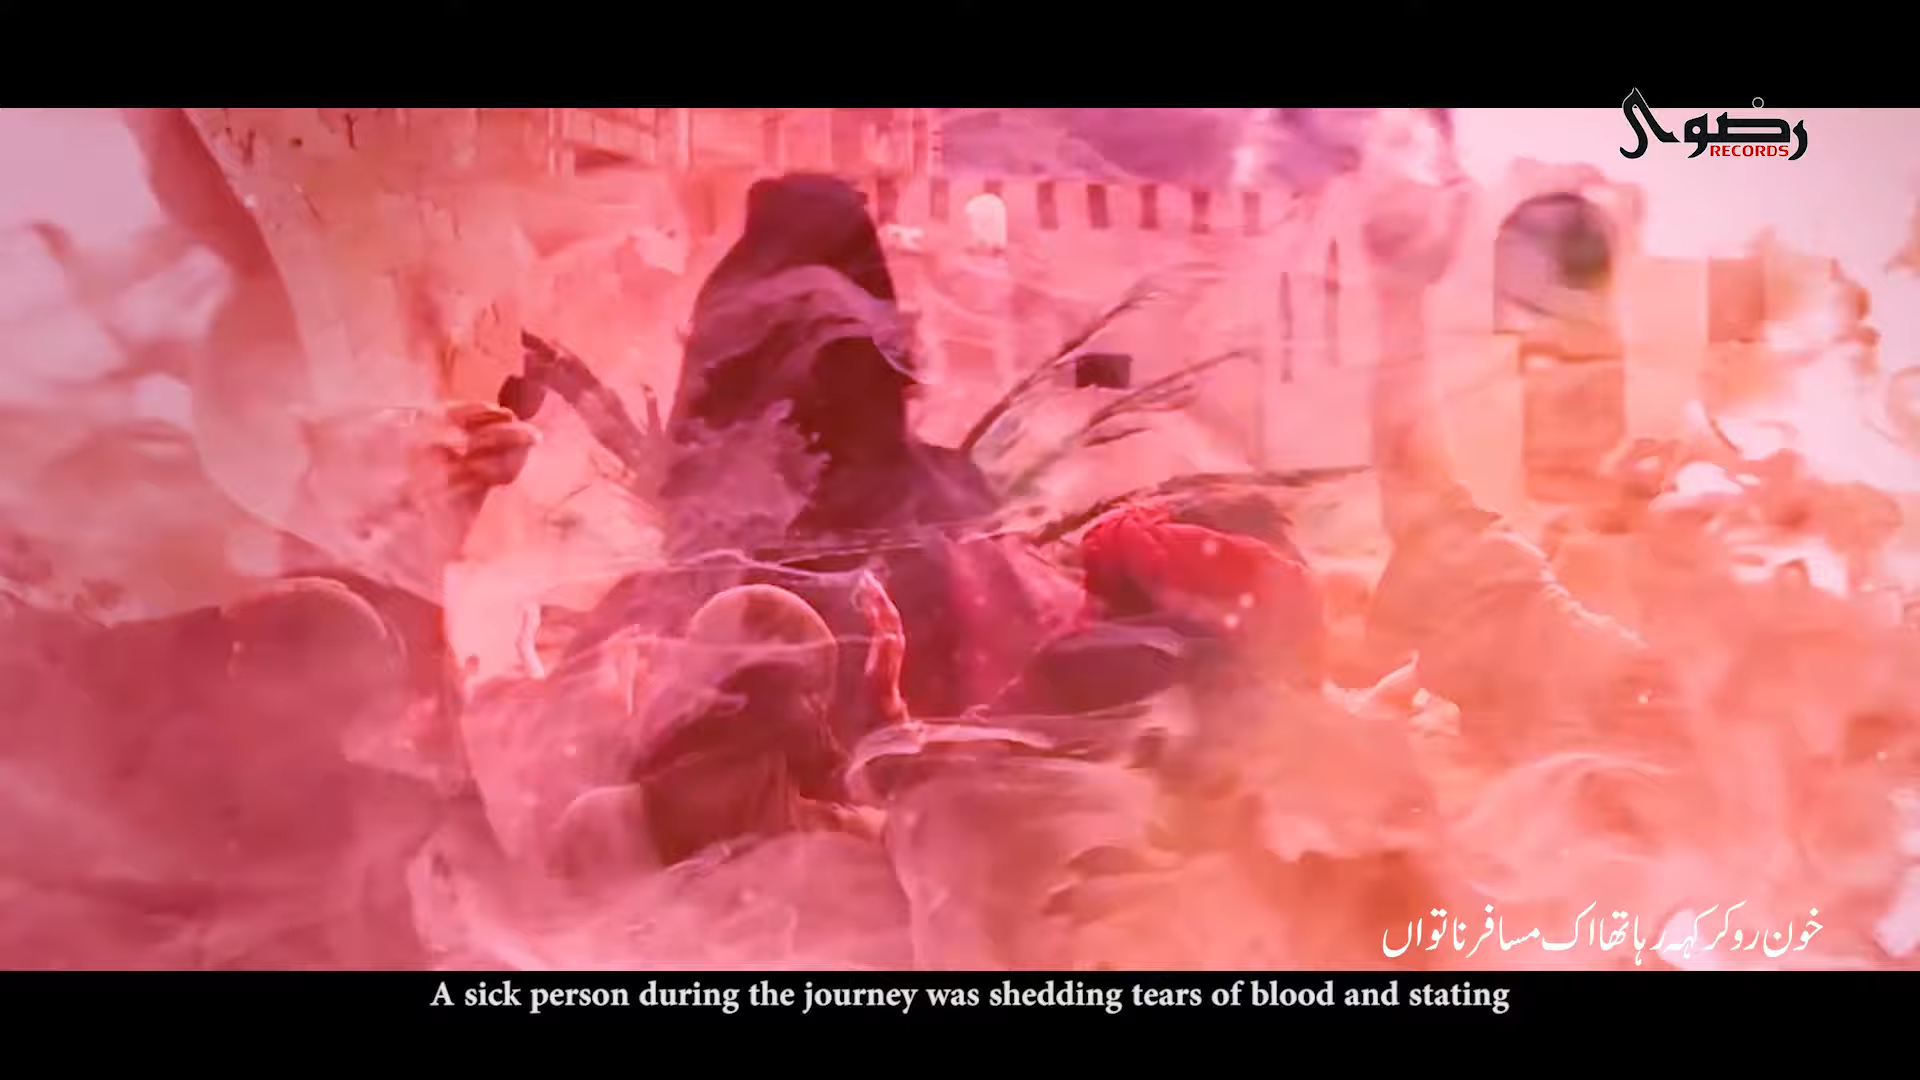 رضوان
RECORDS
خون رو کر کہہ رہا تھا اک مسافر ناتواں
A sick person during the journey was shedding tears of blood and stating